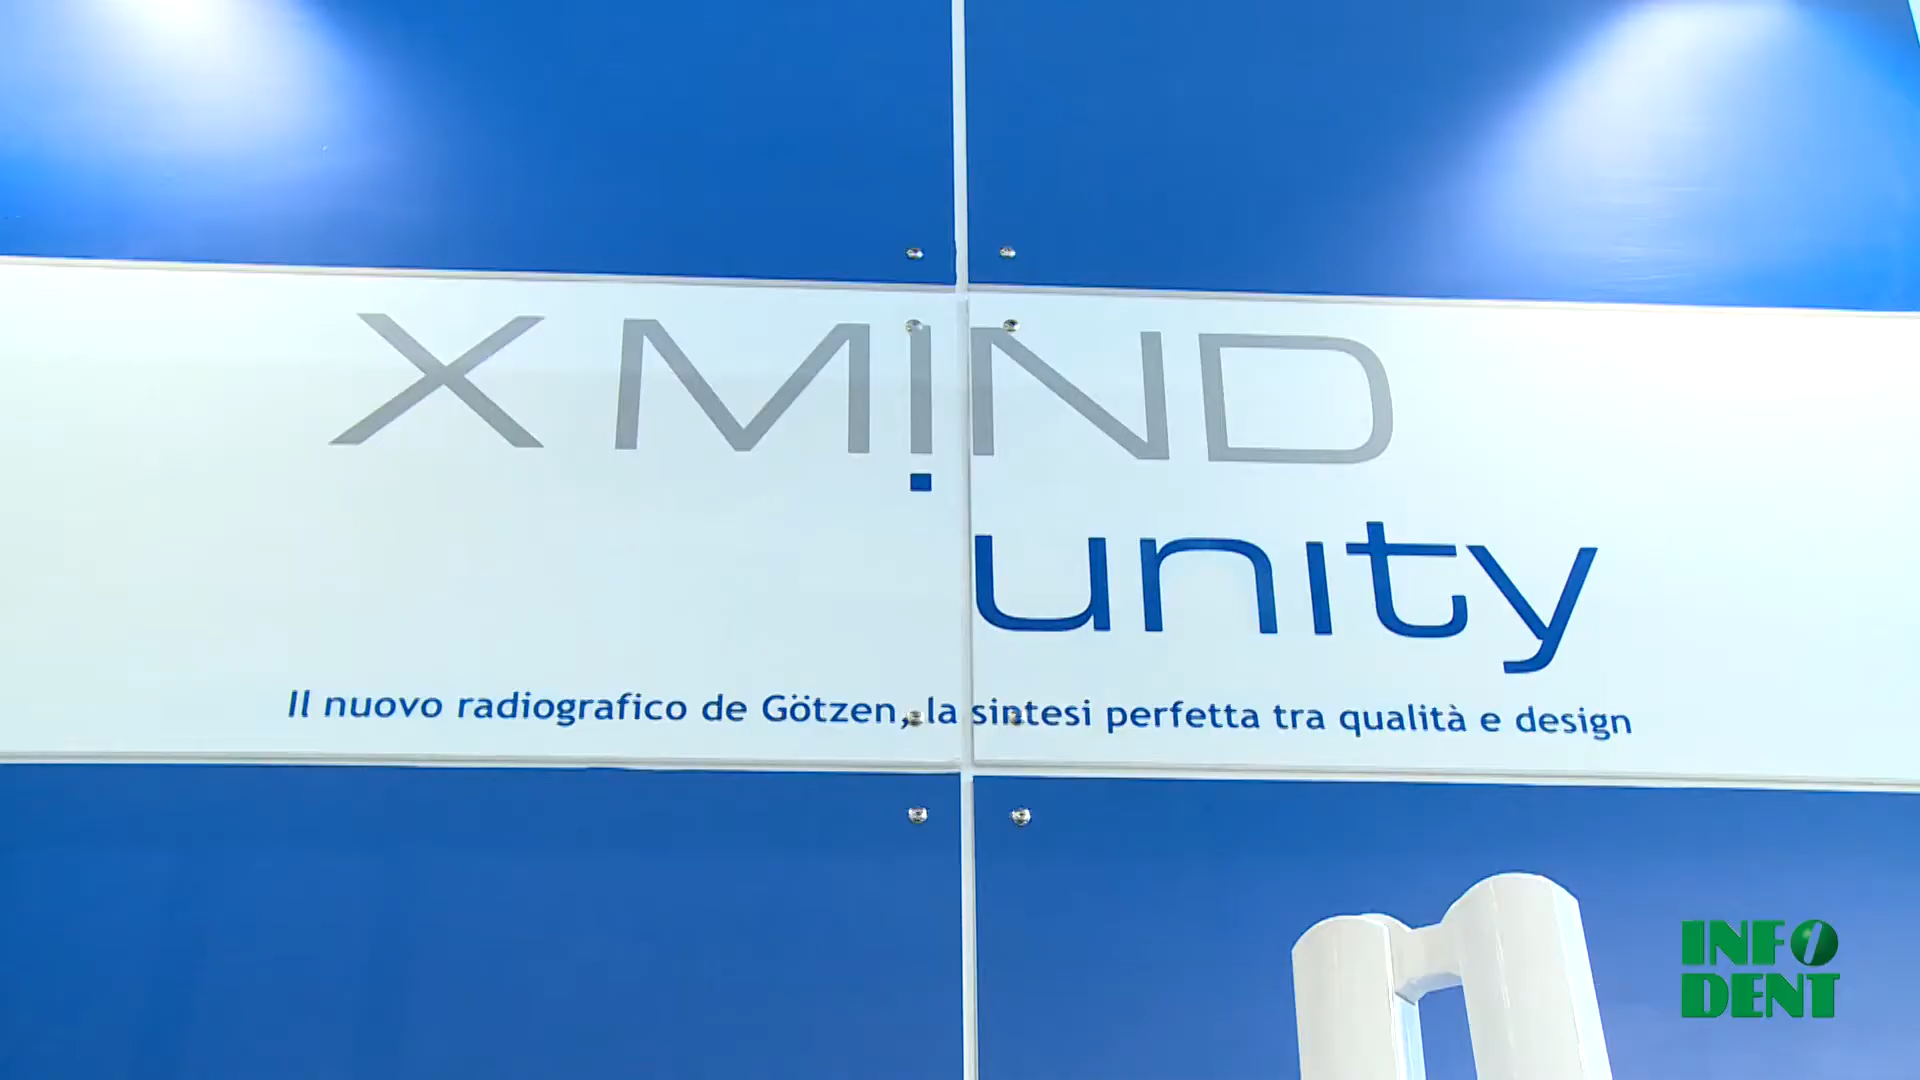 X MIND
unity
Il nuovo radiografico de Götzen, la sintesi perfetta tra qualità e design
INFO
DENT